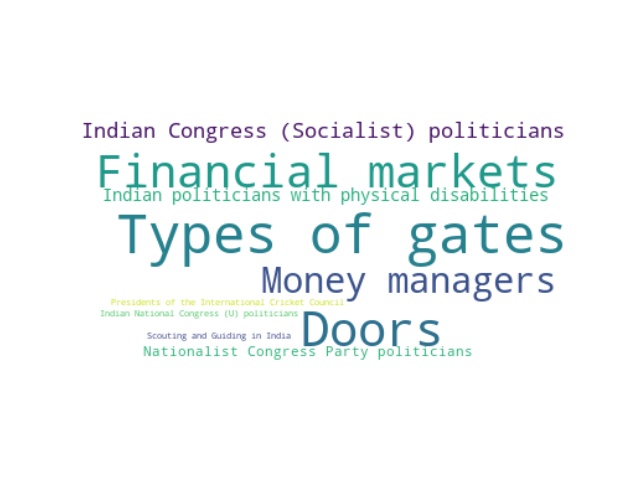 Indian Congress (Socialist) politicians
Financial markets
Indian politicians with physical disabilities
Types of gates
Money managers
Presidents of the International Cricket Council
Indian National Congress (U) politicians
Doors
Scouting and Guiding in India
Nationalist Congress Party politicians